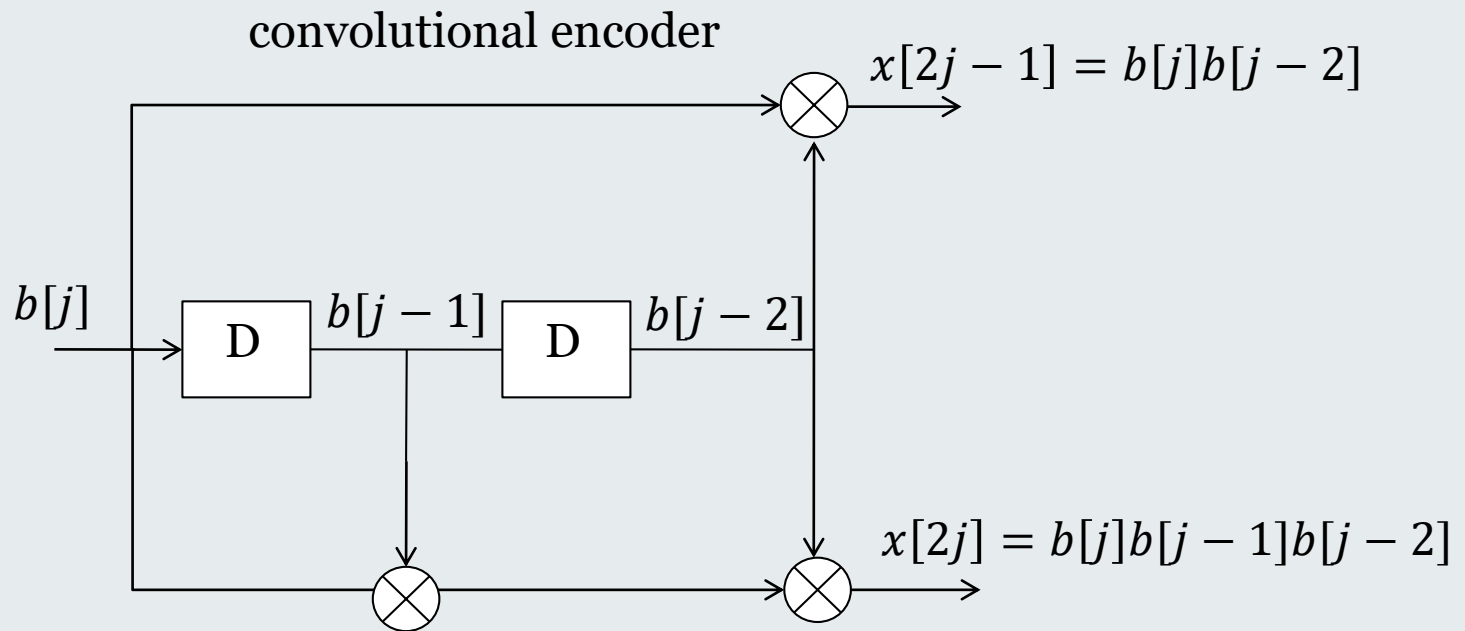 convolutional encoder
x[2j − 1] = b[j]b[j − 2]
b[j]
D
b[j − 1]
D
b[j − 2]
x[2j] = b[j]b[j − 1]b[j − 2]